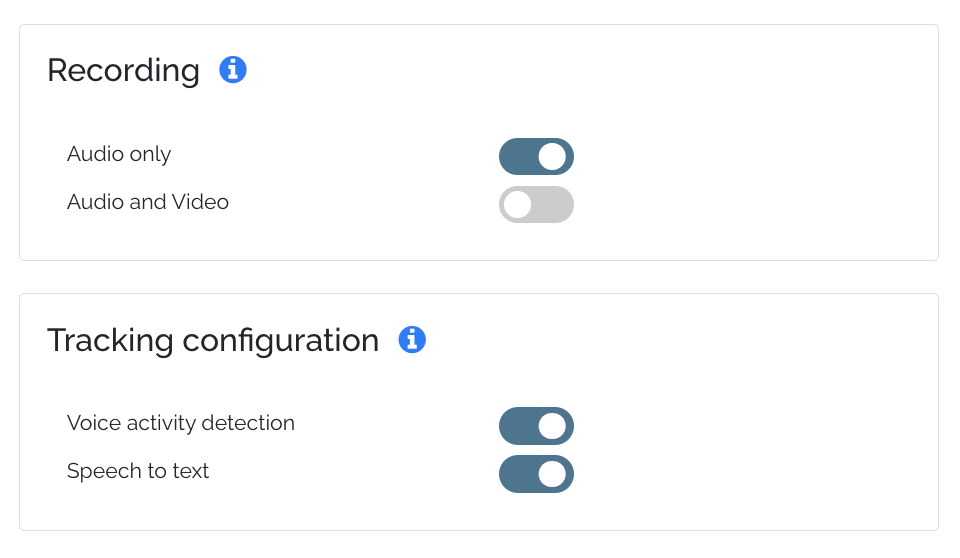 Recording
Audio only
Audio and Video
Tracking configuration
Voice activity detection
Speech to text